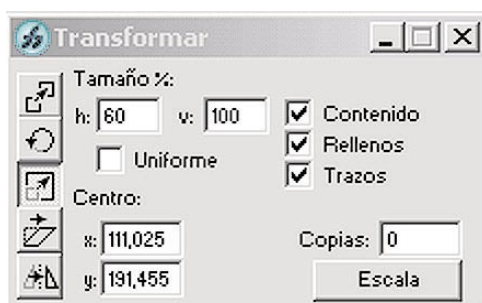 Transformar
Tamaño %:
h: 60 v: 100
Uniforme
Contenido
Rellenos
Trazos
Centro:
x: 111,025
y: 191,455
Copias: 0
Escala